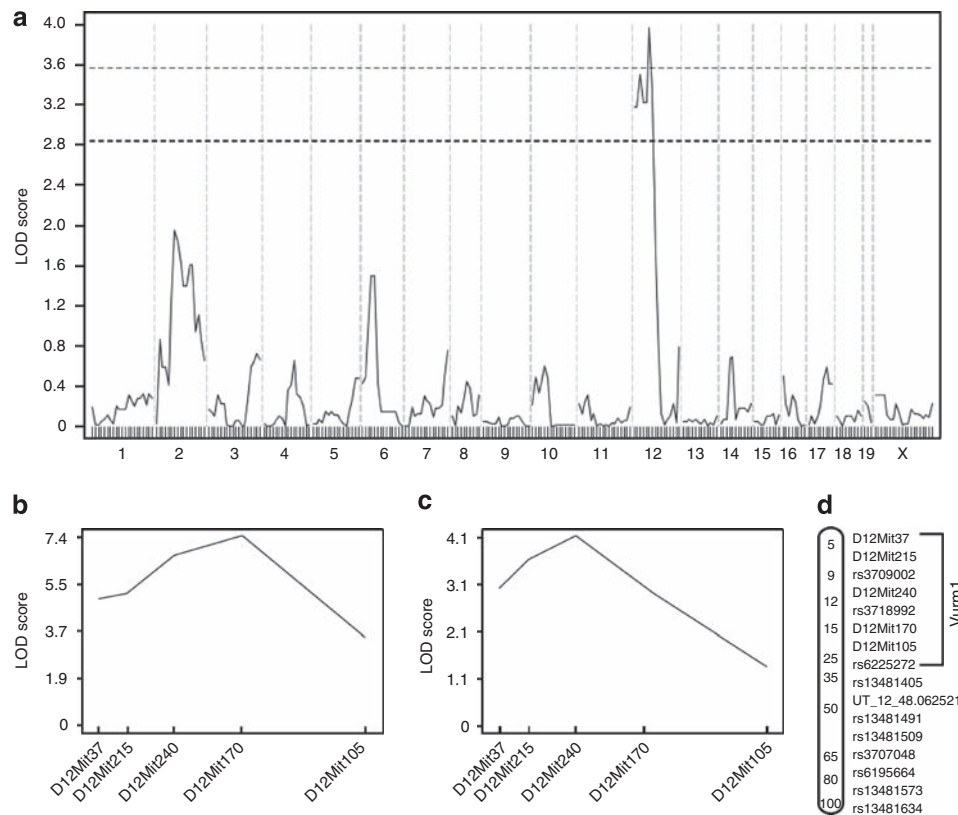 a
4.0
3.6
3.2
2.8
2.4
2.0
1.6
1.2
0.8
0.4
0
LOD score
1 2 3 4 5 6 7 8 9 10 11 12 13 14 15 16 17 18 19 X
b
7.4
5.5
3.7
1.9
0
LOD score
D12Mit37
D12Mit215
D12Mit240
D12Mit170
D12Mit105
c
4.1
3.1
2.1
1.1
0
LOD score
D12Mit37
D12Mit215
D12Mit240
D12Mit170
D12Mit105
d
5
9
12
15
25
35
50
65
80
100
D12Mit37
D12Mit215
rs3709002
D12Mit240
rs3718992
D12Mit170
D12Mit105
rs6225272
rs13481405
UT_12_48.062521
rs13481491
rs13481509
rs3707048
rs6195664
rs13481573
rs13481634
Vurm1